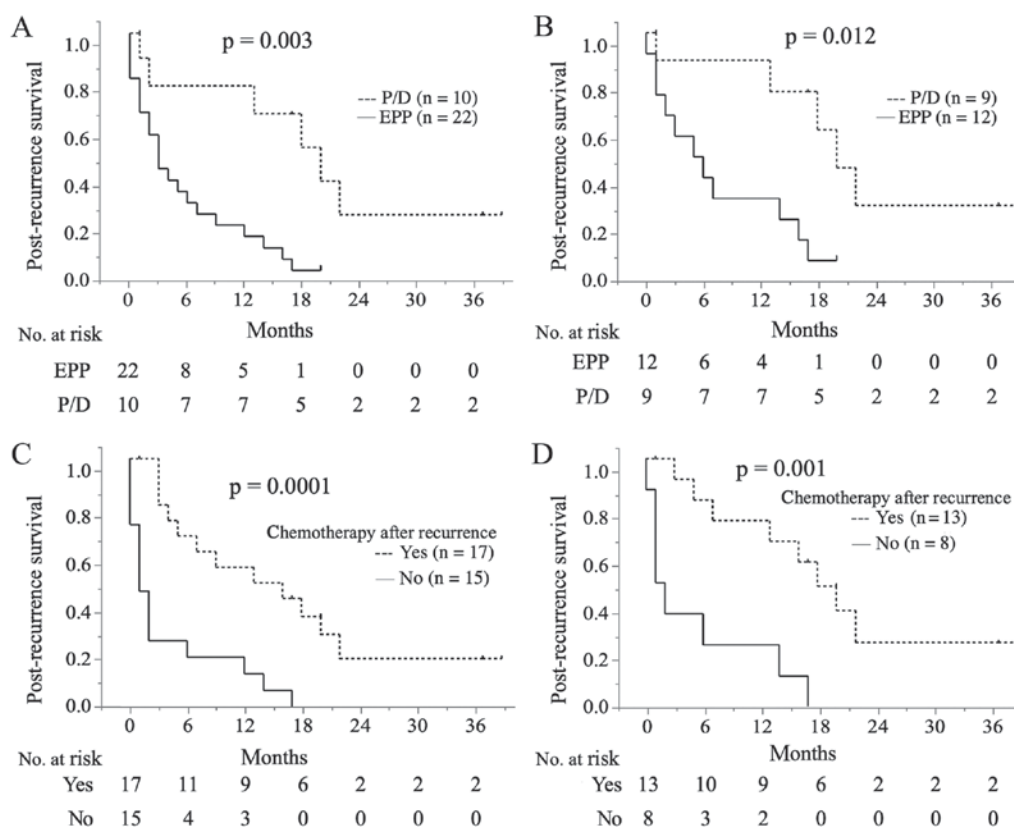 A
p = 0.003
P/D (n = 10)
EPP (n = 22)
Post-recurrence survival
1.0
0.8
0.6
0.4
0.2
0.0
0 6 12 18 24 30 36
Months
No. at risk
EPP 22 8 5 1 0 0 0
P/D 10 7 7 5 2 2 2
B
p = 0.012
P/D (n = 9)
EPP (n = 12)
Post-recurrence survival
1.0
0.8
0.6
0.4
0.2
0.0
0 6 12 18 24 30 36
Months
No. at risk
EPP 12 6 4 1 0 0 0
P/D 9 7 7 5 2 2 2
C
p = 0.0001
Chemotherapy after recurrence
Yes (n = 17)
No (n = 15)
Post-recurrence survival
1.0
0.8
0.6
0.4
0.2
0.0
0 6 12 18 24 30 36
Months
No. at risk
Yes 17 11 9 6 2 2 2
No 15 4 3 0 0 0 0
D
p = 0.001
Chemotherapy after recurrence
Yes (n = 13)
No (n = 8)
Post-recurrence survival
1.0
0.8
0.6
0.4
0.2
0.0
0 6 12 18 24 30 36
Months
No. at risk
Yes 13 10 9 6 2 2 2
No 8 3 2 0 0 0 0